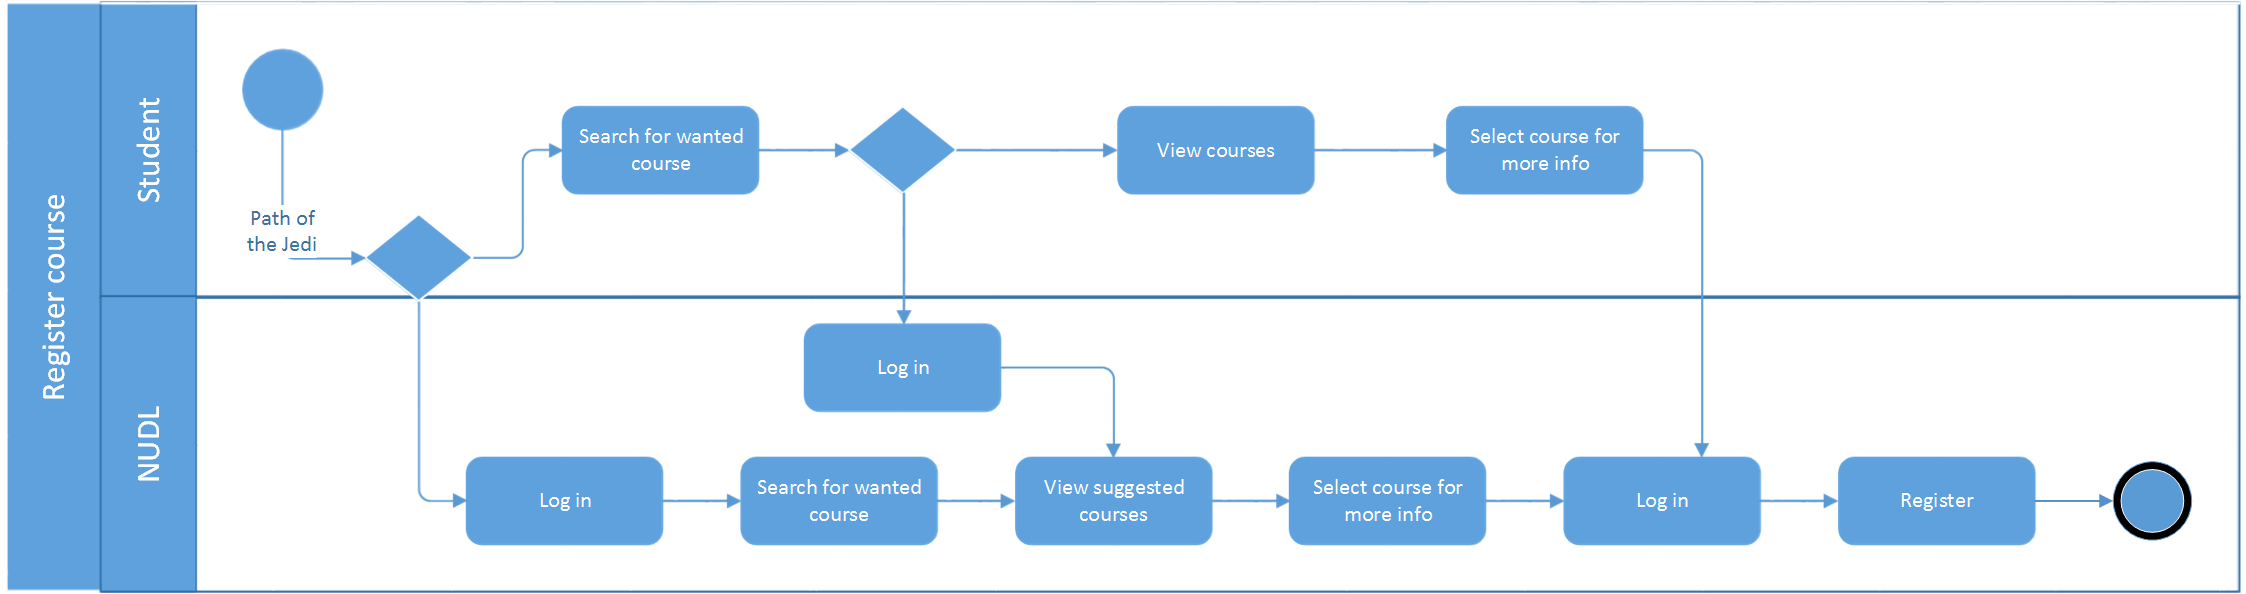 Register course
Student
Path of
the Jedi
Search for wanted
course
View courses
Select course for
more info
NUDL
Log in
Log in
Search for wanted
course
View suggested
courses
Select course for
more info
Log in
Register